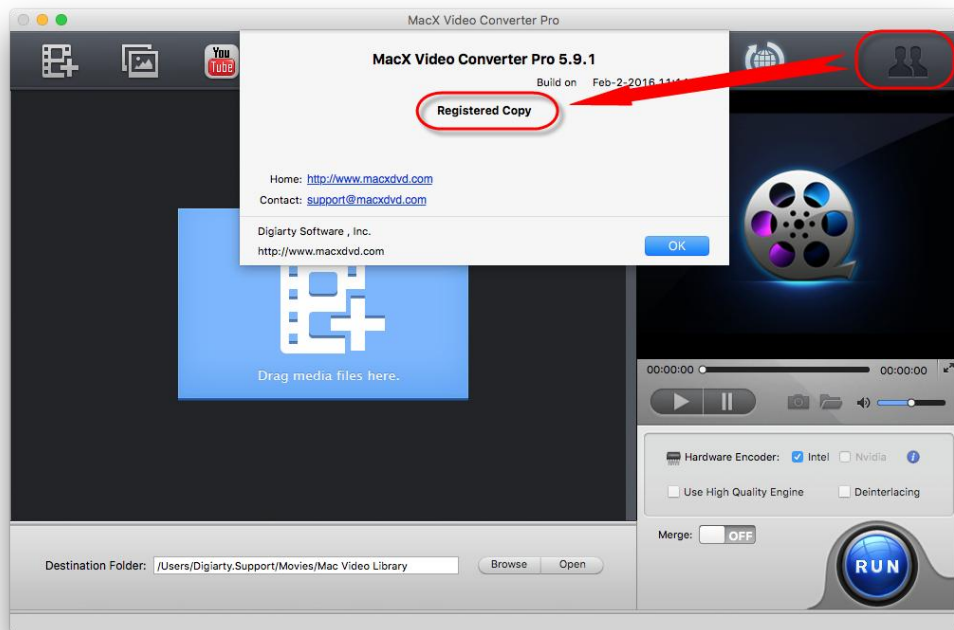 MacX Video Converter Pro
You
Tube
MacX Video Converter Pro 5.9.1
Build on Feb-2-2016
Registered Copy
Home: http://www.macxdvd.com
Contact: support@macxdvd.com
Digiarty Software , Inc.
http://www.macxdvd.com
OK
Drag media files here.
00:00:00
00:00:00
Hardware Encoder: Intel Nvidia
Use High Quality Engine Deinterlacing
Merge: OFF
RUN
Destination Folder: /Users/Digiarty.Support/Movies/Mac Video Library Browse Open